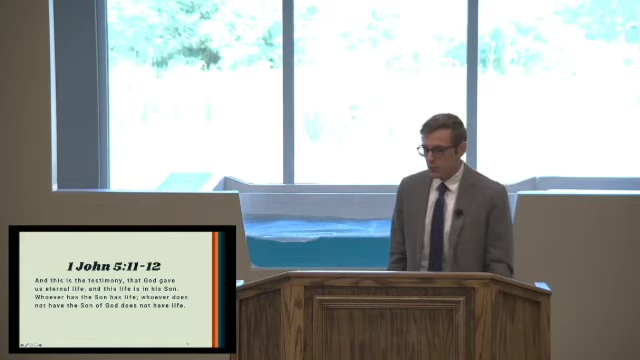 1 John 5:11-12
And this is the testimony, that God gave
us eternal life, and this life is in his Son.
Whoever has the Son has life; whoever does
not have the Son of God does not have life.